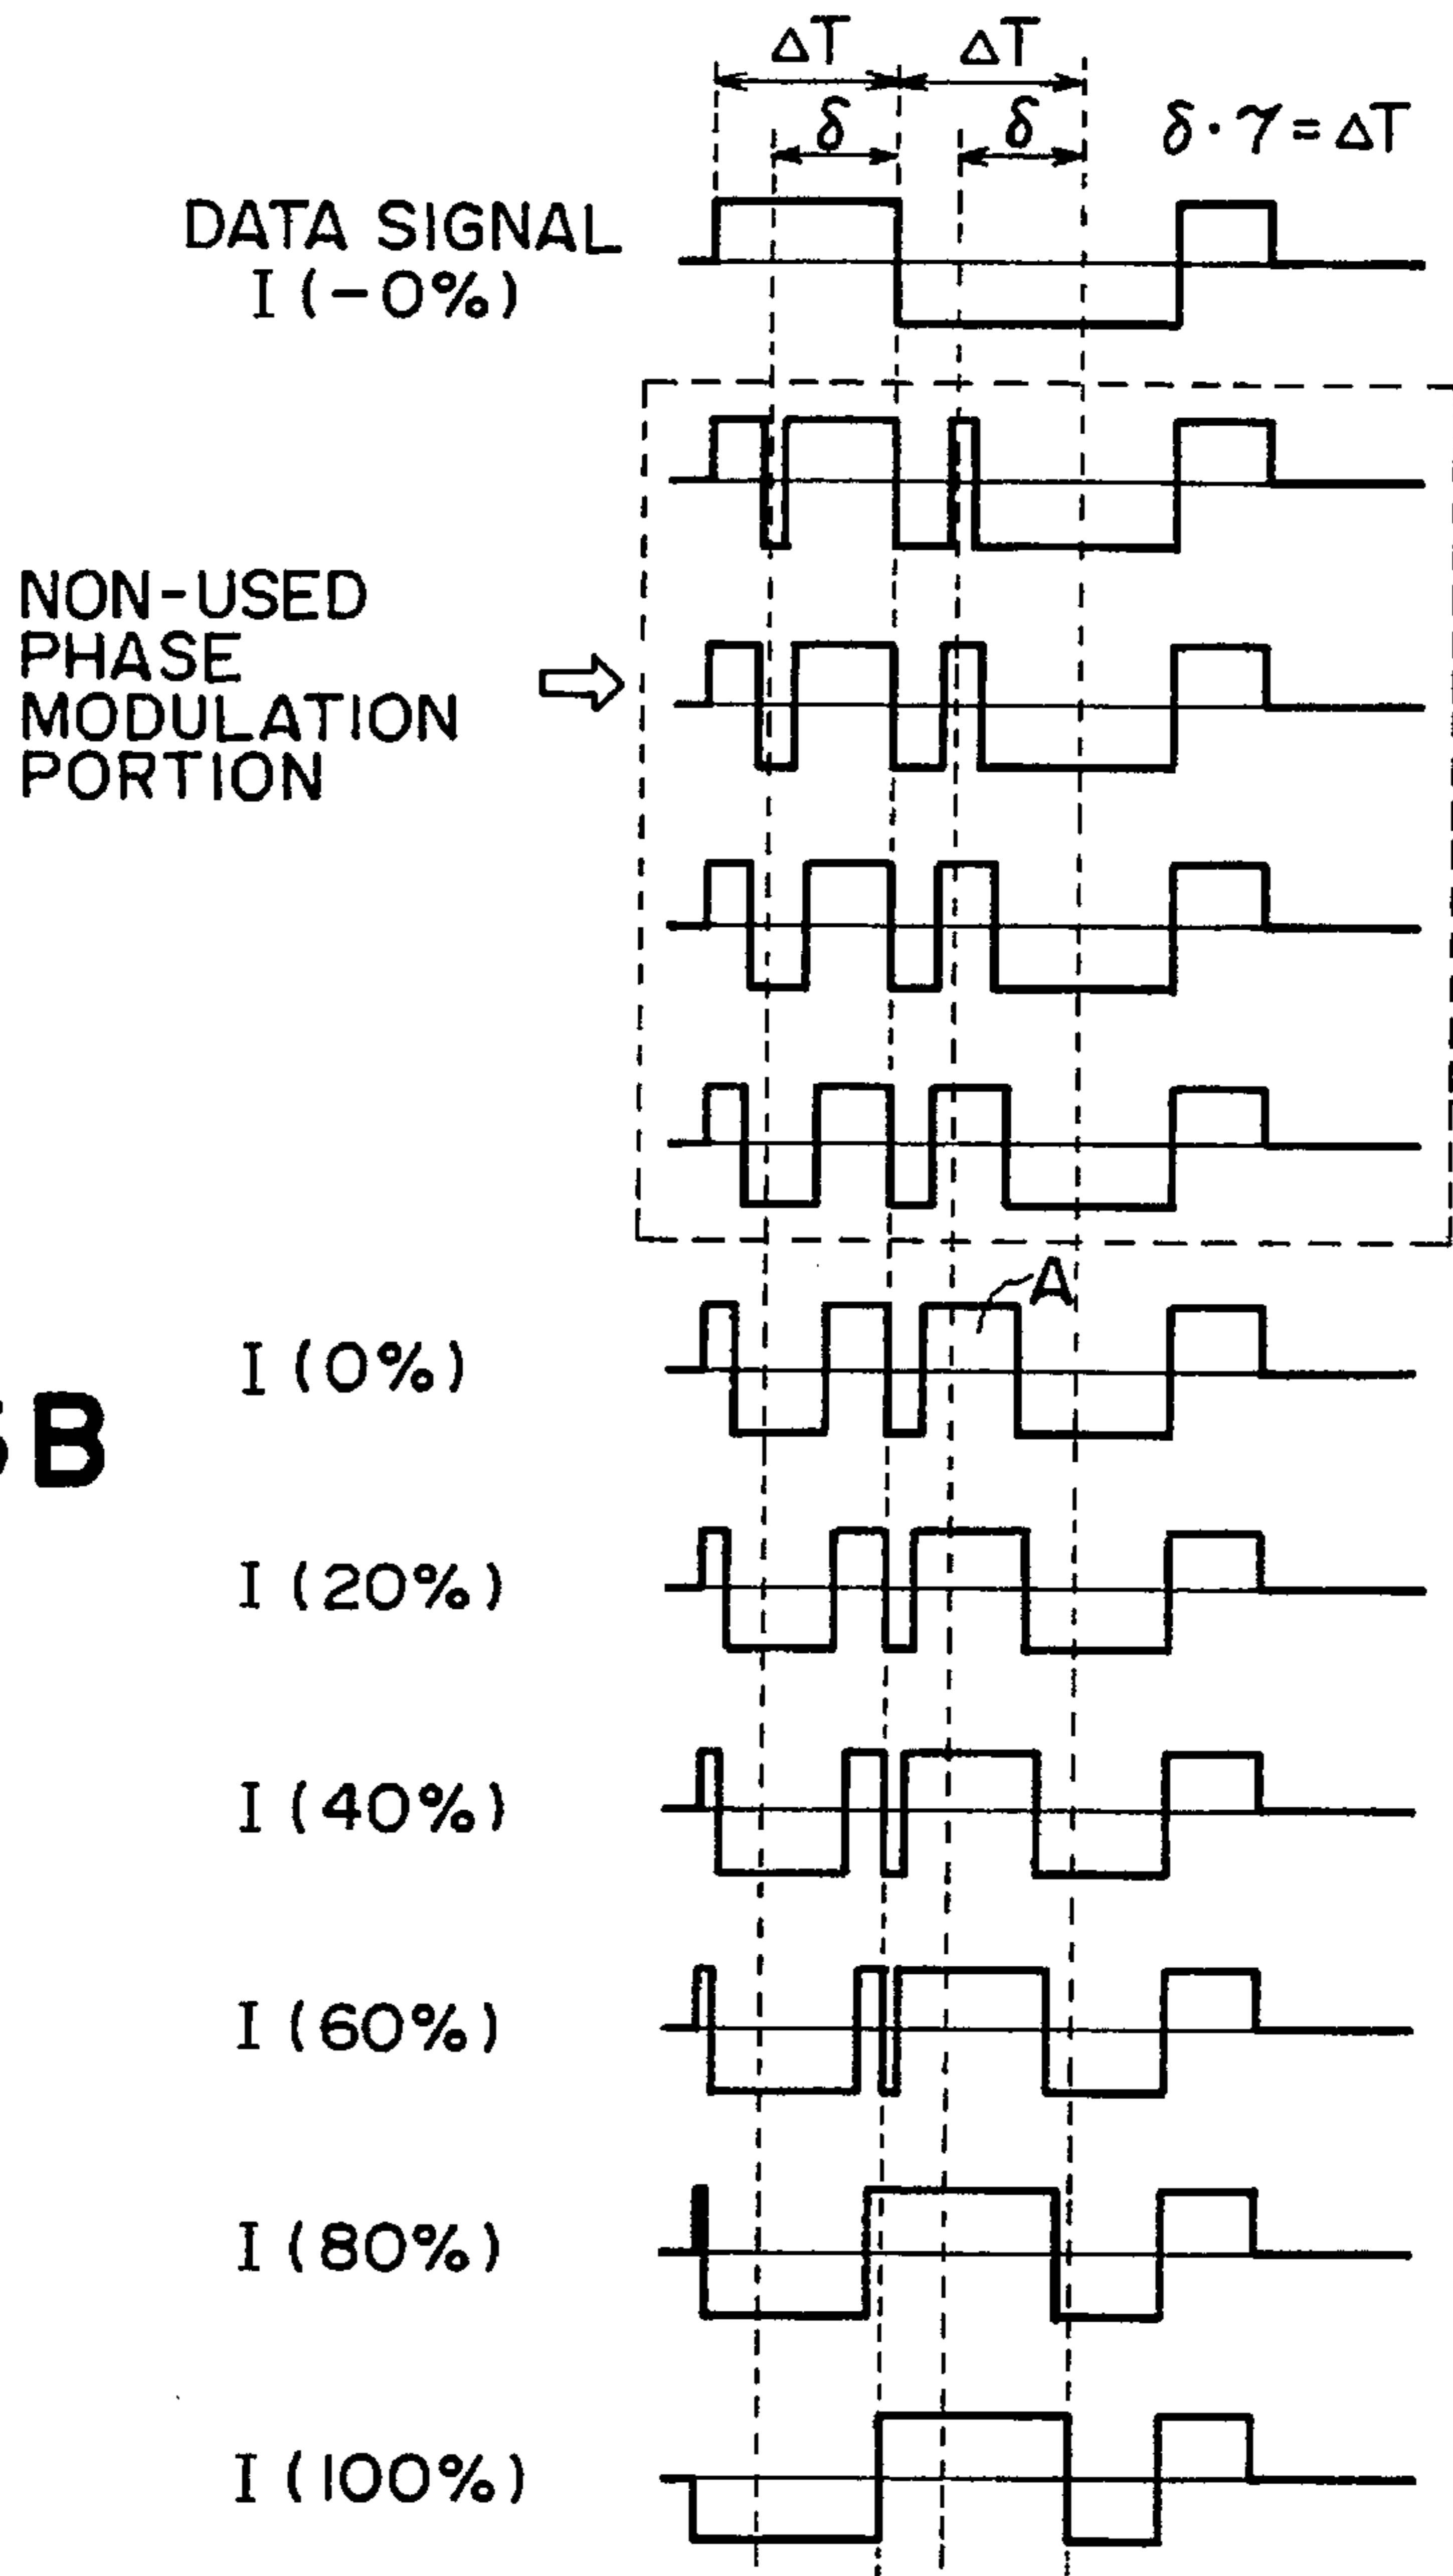 ΔT ΔT
δ δ δ·γ=ΔT
DATA SIGNAL
I (-0%)
NON-USED
PHASE
MODULATION
PORTION
A
I (0%)
B
I (20%)
I (40%)
I (60%)
I (80%)
I (100%)